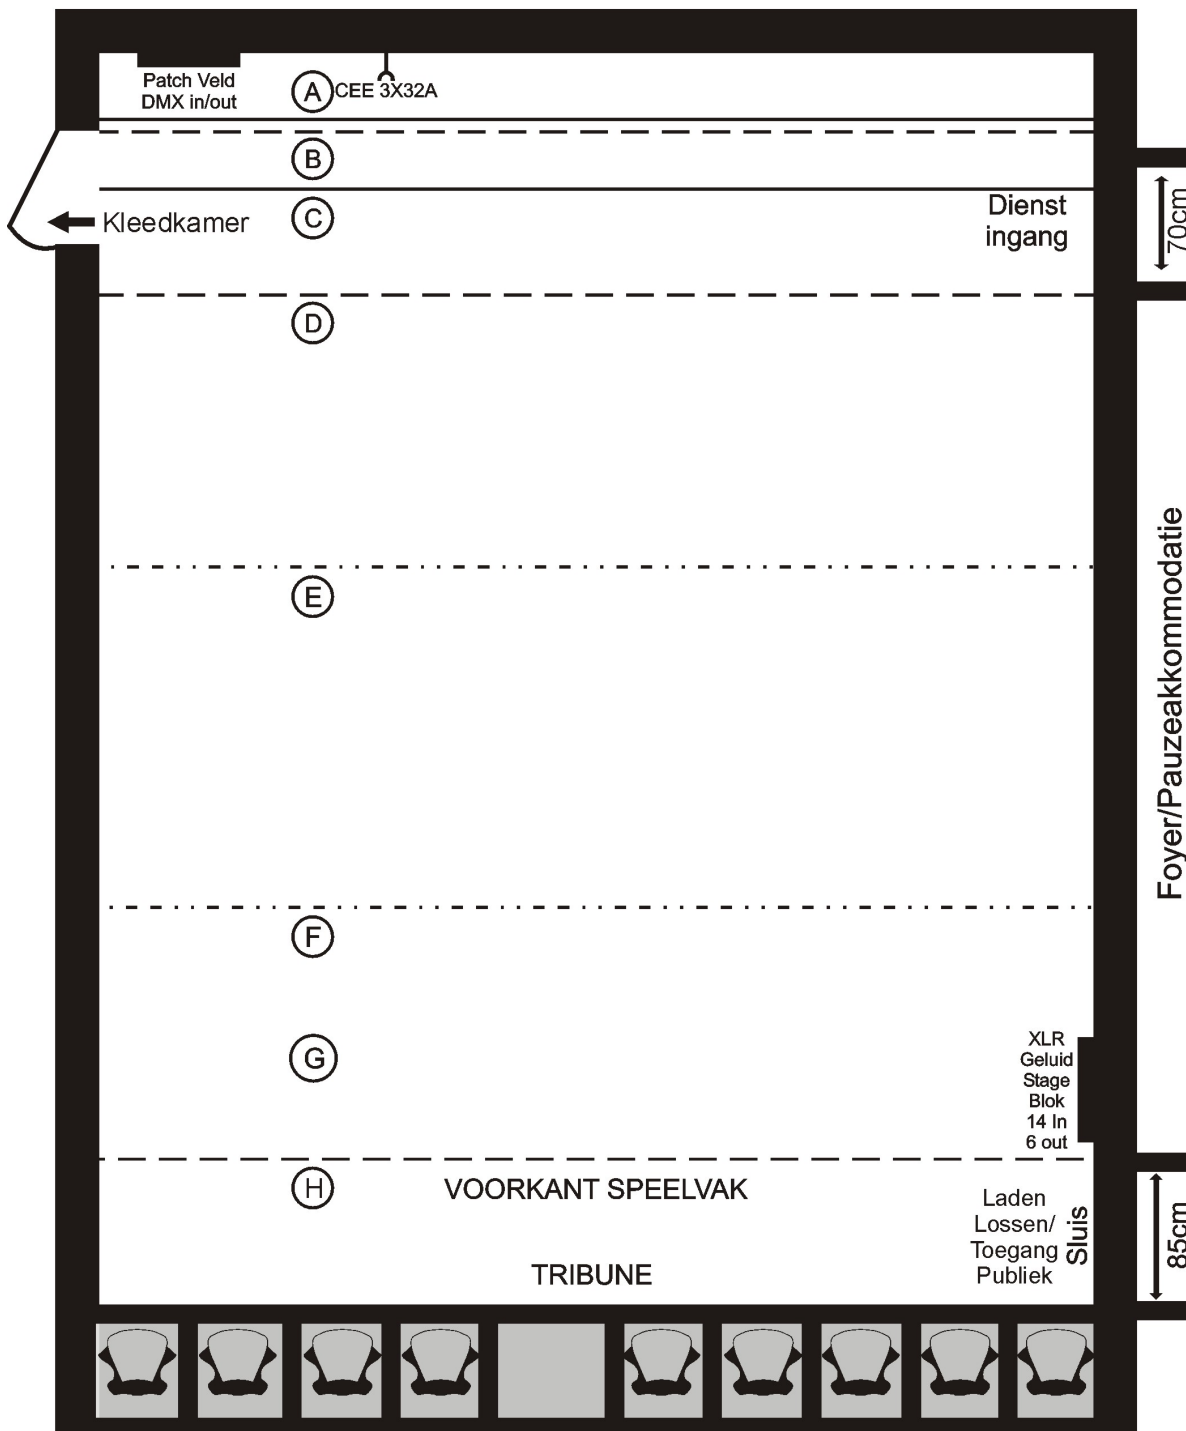 Patch Veld
DMX in/out
A
CEE 3X32A
B
Kleedkamer
C
Dienst
ingang
70cm
D
E
Foyer/Pauzeakkommodatie
F
G
XLR
Geluid
Stage
Blok
14 In
6 out
H
VOORKANT SPEELVAK
TRIBUNE
Laden
Lossen/
Toegang
Publiek
Sluis
85cm